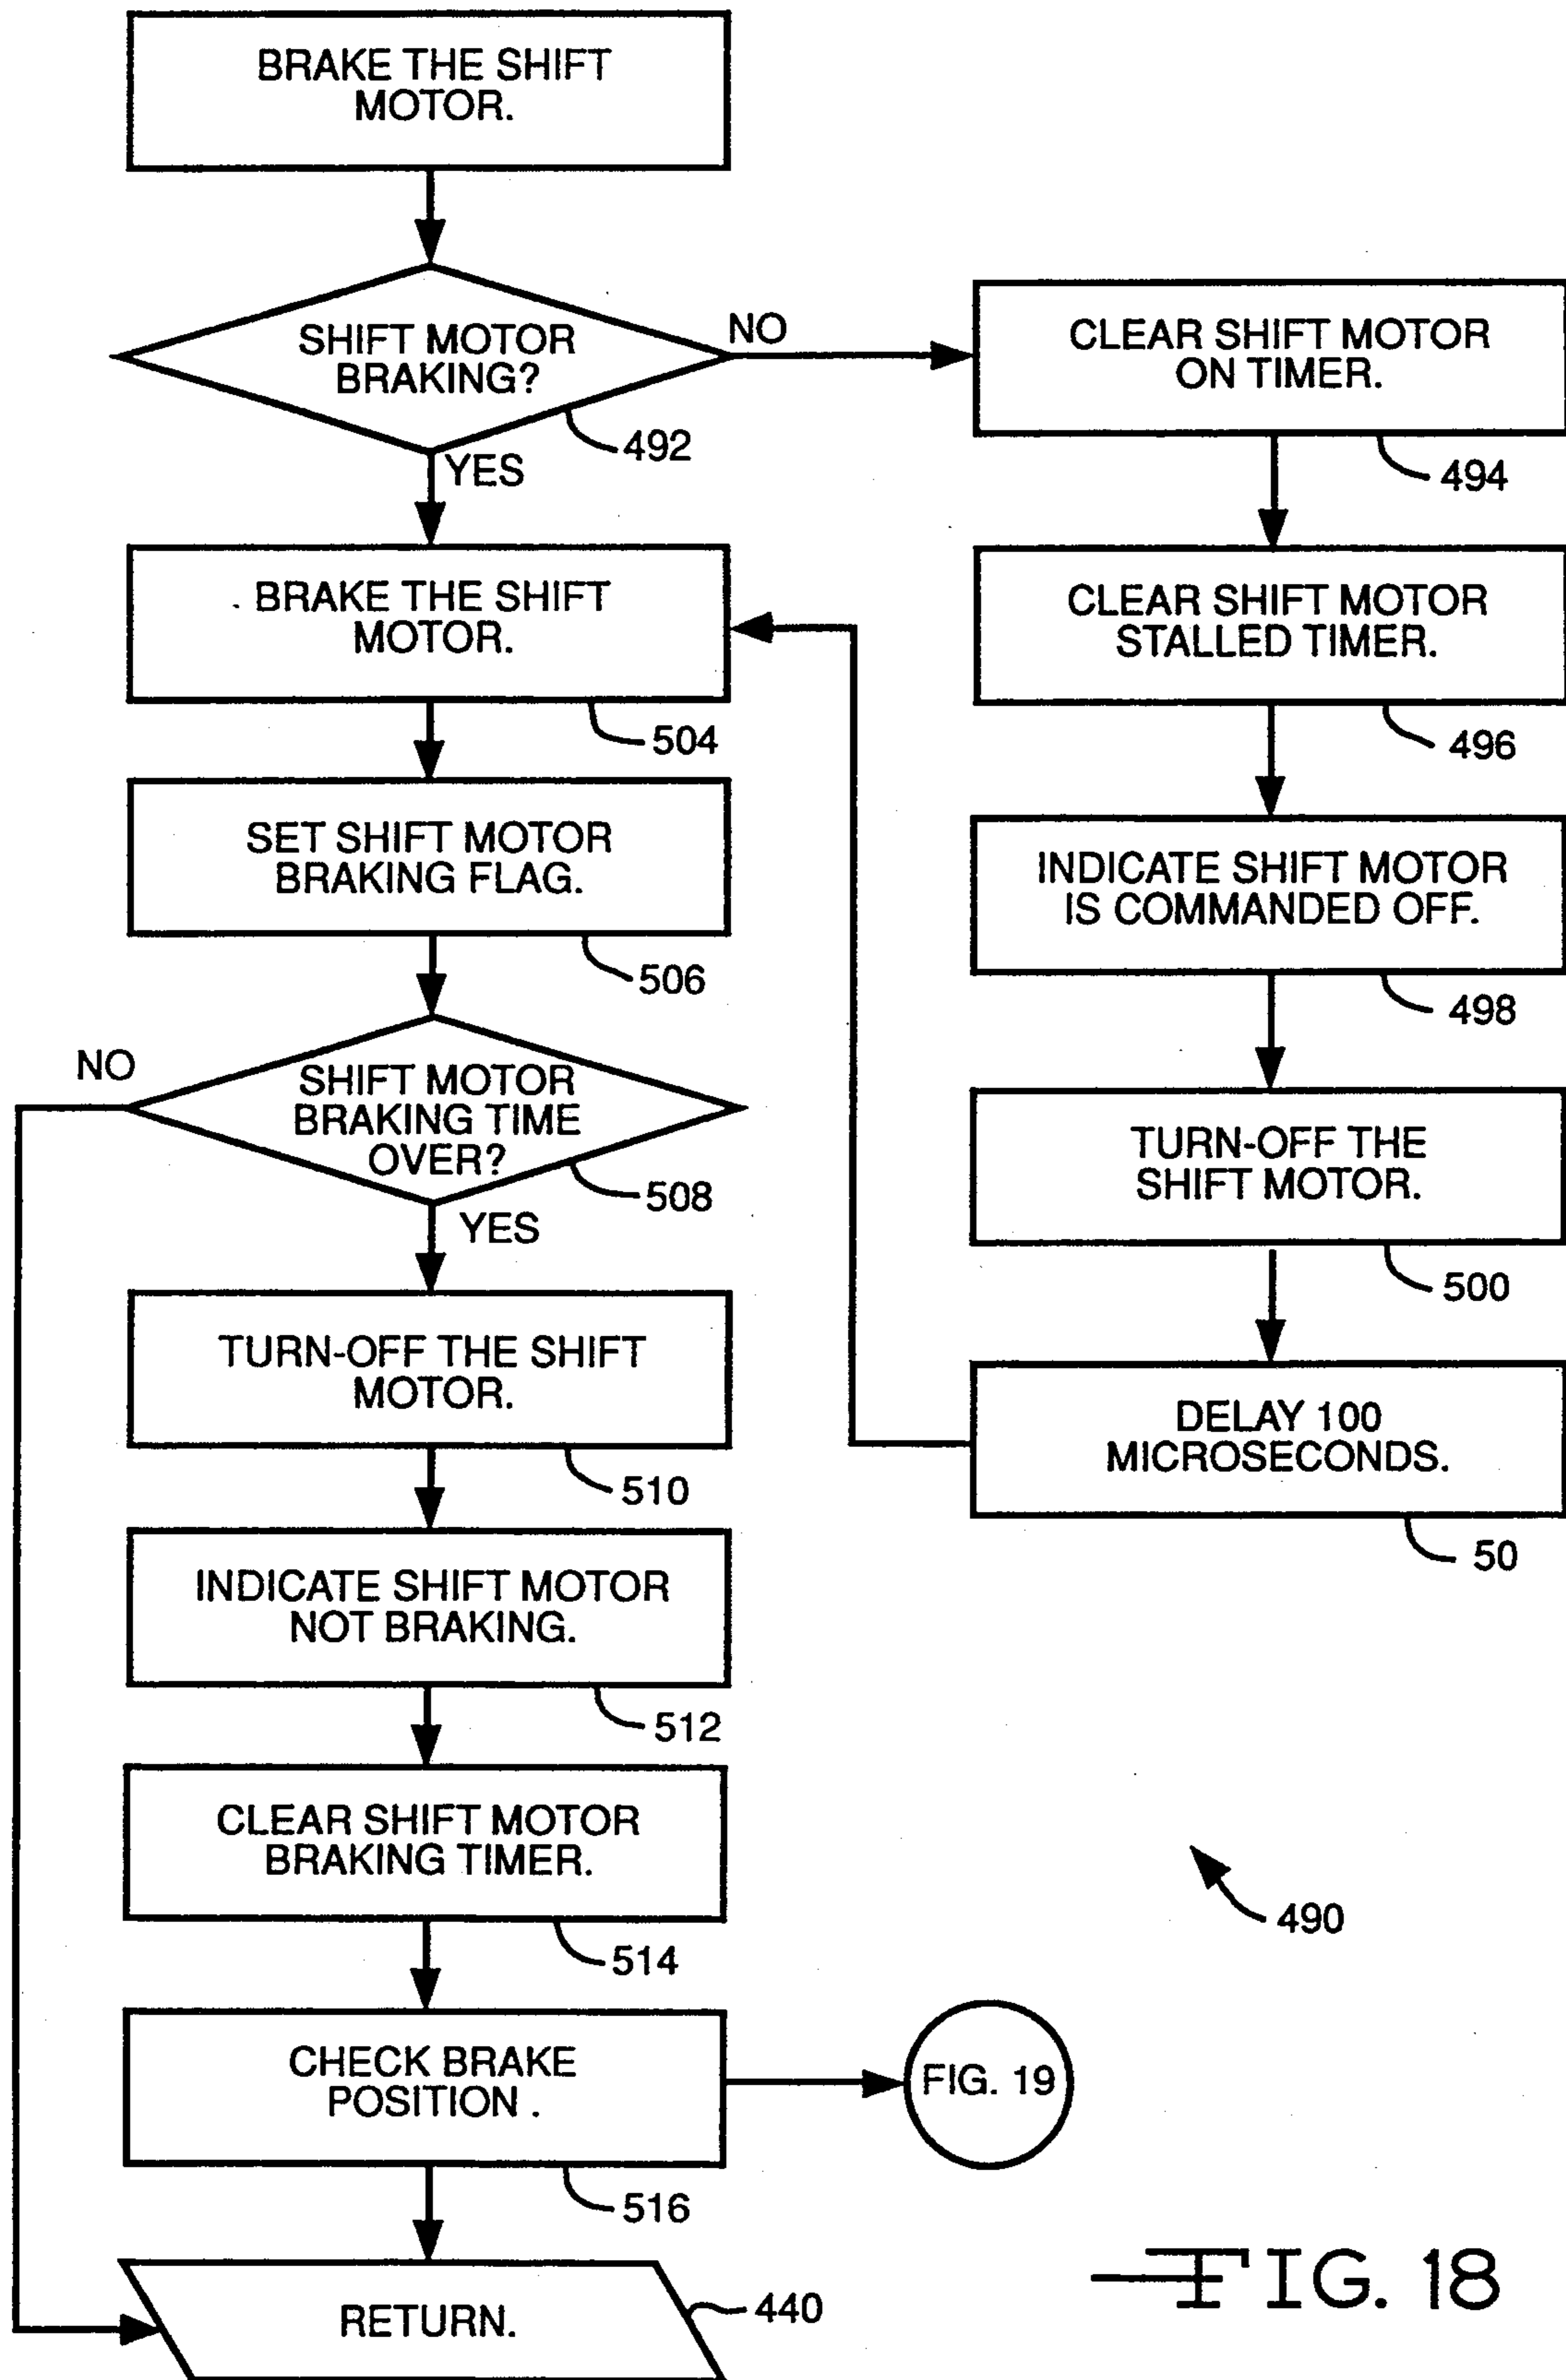 BRAKE THE SHIFT
MOTOR.
SHIFT MOTOR
BRAKING?
492
NO
YES
CLEAR SHIFT MOTOR
ON TIMER.
494
CLEAR SHIFT MOTOR
STALLED TIMER.
496
INDICATE SHIFT MOTOR
IS COMMANDED OFF.
498
TURN-OFF THE
SHIFT MOTOR.
500
DELAY 100
MICROSECONDS.
50
BRAKE THE SHIFT
MOTOR.
504
SET SHIFT MOTOR
BRAKING FLAG.
506
NO
SHIFT MOTOR
BRAKING TIME
OVER?
508
YES
TURN-OFF THE SHIFT
MOTOR.
510
INDICATE SHIFT MOTOR
NOT BRAKING.
512
CLEAR SHIFT MOTOR
BRAKING TIMER.
514
CHECK BRAKE
POSITION .
516
FIG. 19
RETURN.
440
490
FIG. 18